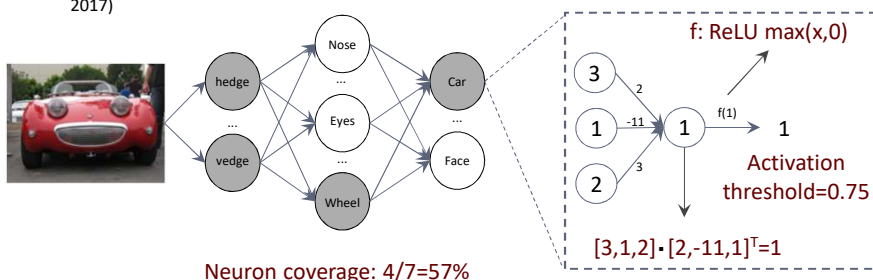 2017)
Nose
...
Eyes
...
Wheel
hedge
...
vedge
Car
...
Face
Neuron coverage: 4/7=57%
f: ReLU max(x,0)
3
1
2
2
-11
3
1
f(1)
1
Activation
threshold=0.75
[3,1,2]·[2,-11,1]ᵀ=1